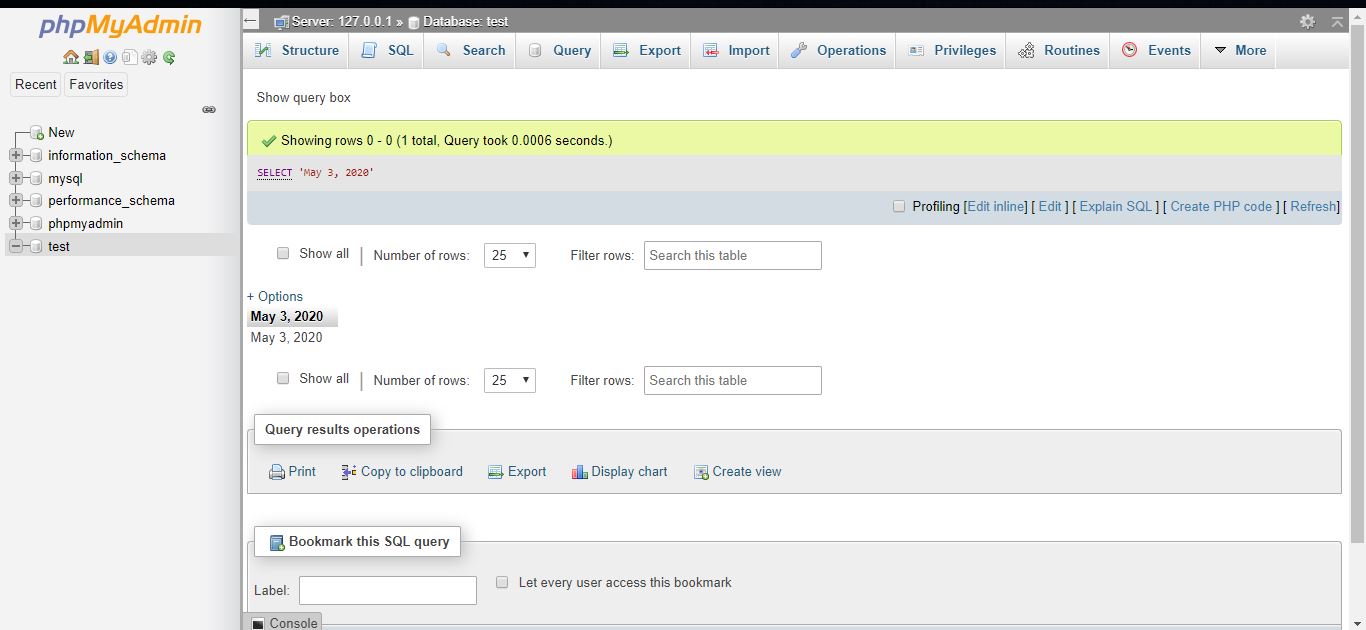 phpMyAdmin
Recent Favorites
New
information_schema
mysql
performance_schema
phpmyadmin
test
Server: 127.0.0.1 » Database: test
Structure SQL Search Query Export Import Operations Privileges Routines Events More
Show query box
Showing rows 0 - 0 (1 total, Query took 0.0006 seconds.)
SELECT 'May 3, 2020'
Profiling [Edit inline] [ Edit ] [ Explain SQL ] [ Create PHP code ] [ Refresh]
Show all | Number of rows: 25 Filter rows: Search this table
+ Options
May 3, 2020
May 3, 2020
Show all | Number of rows: 25 Filter rows: Search this table
Query results operations
Print Copy to clipboard Export Display chart Create view
Bookmark this SQL query
Label: Let every user access this bookmark
Console